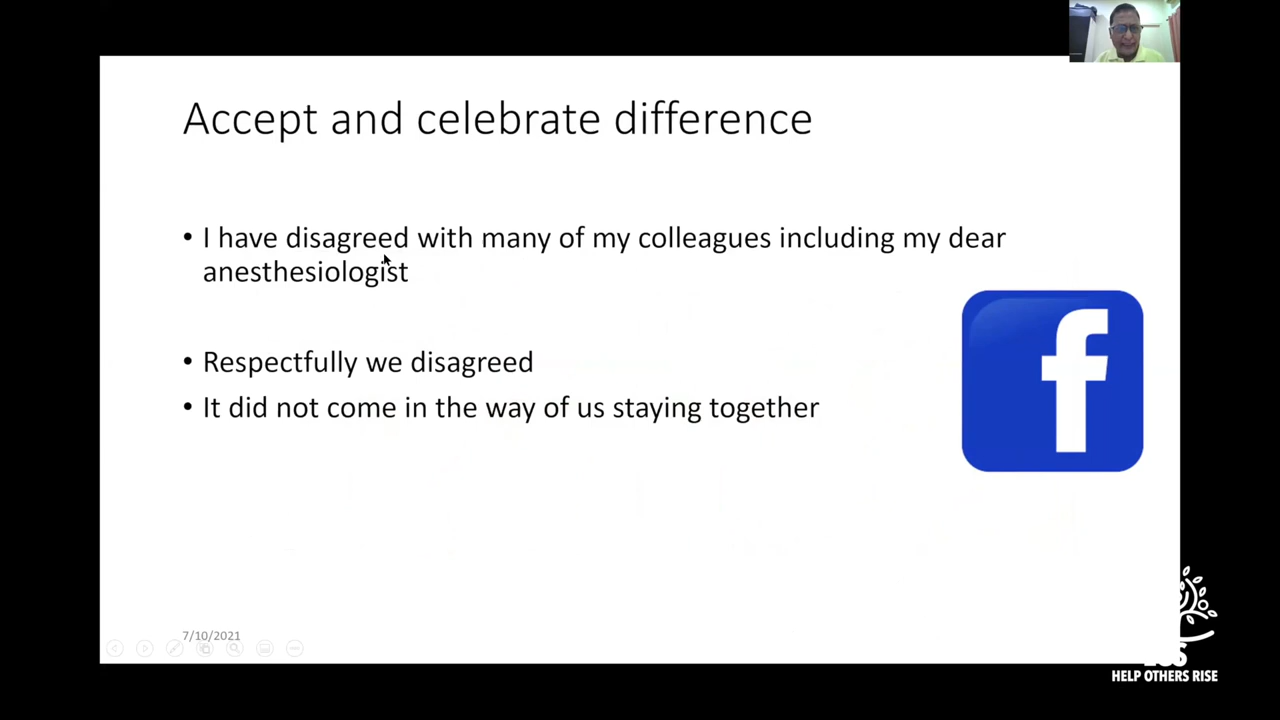 Accept and celebrate difference
• I have disagreed with many of my colleagues including my dear
anesthesiologist
• Respectfully we disagreed
• It did not come in the way of us staying together
f
7/10/2021
HELP OTHERS RISE